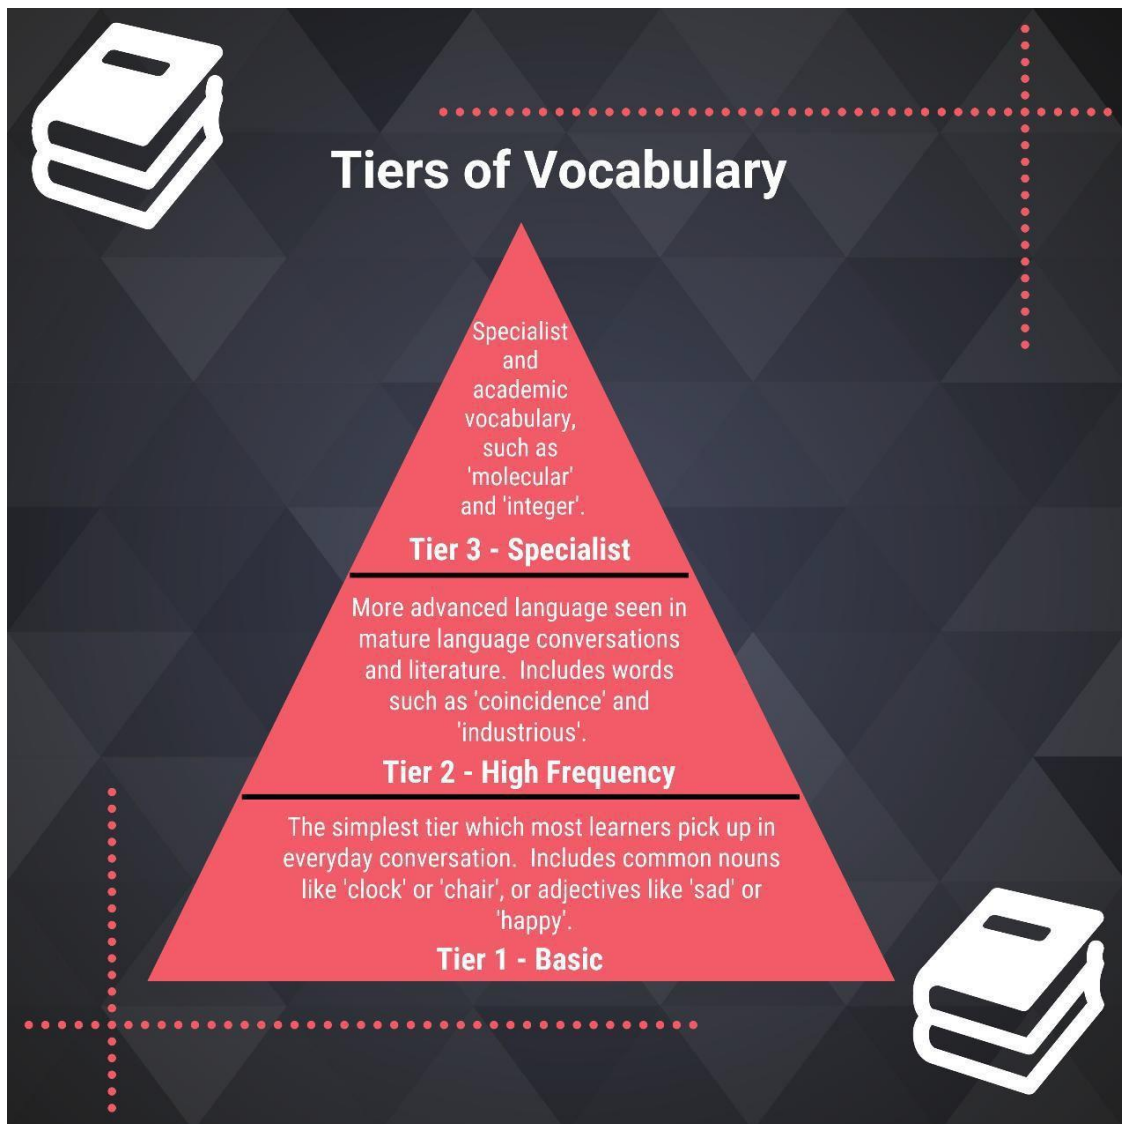 Tiers of Vocabulary
Specialist
and
academic
vocabulary,
such as
'molecular'
and 'integer'.
Tier 3 - Specialist
More advanced language seen in
mature language conversations
and literature.  Includes words
such as 'coincidence' and
'industrious'.
Tier 2 - High Frequency
The simplest tier which most learners pick up in
everyday conversation.  Includes common nouns
like 'clock' or 'chair', or adjectives like 'sad' or
'happy'.
Tier 1 - Basic